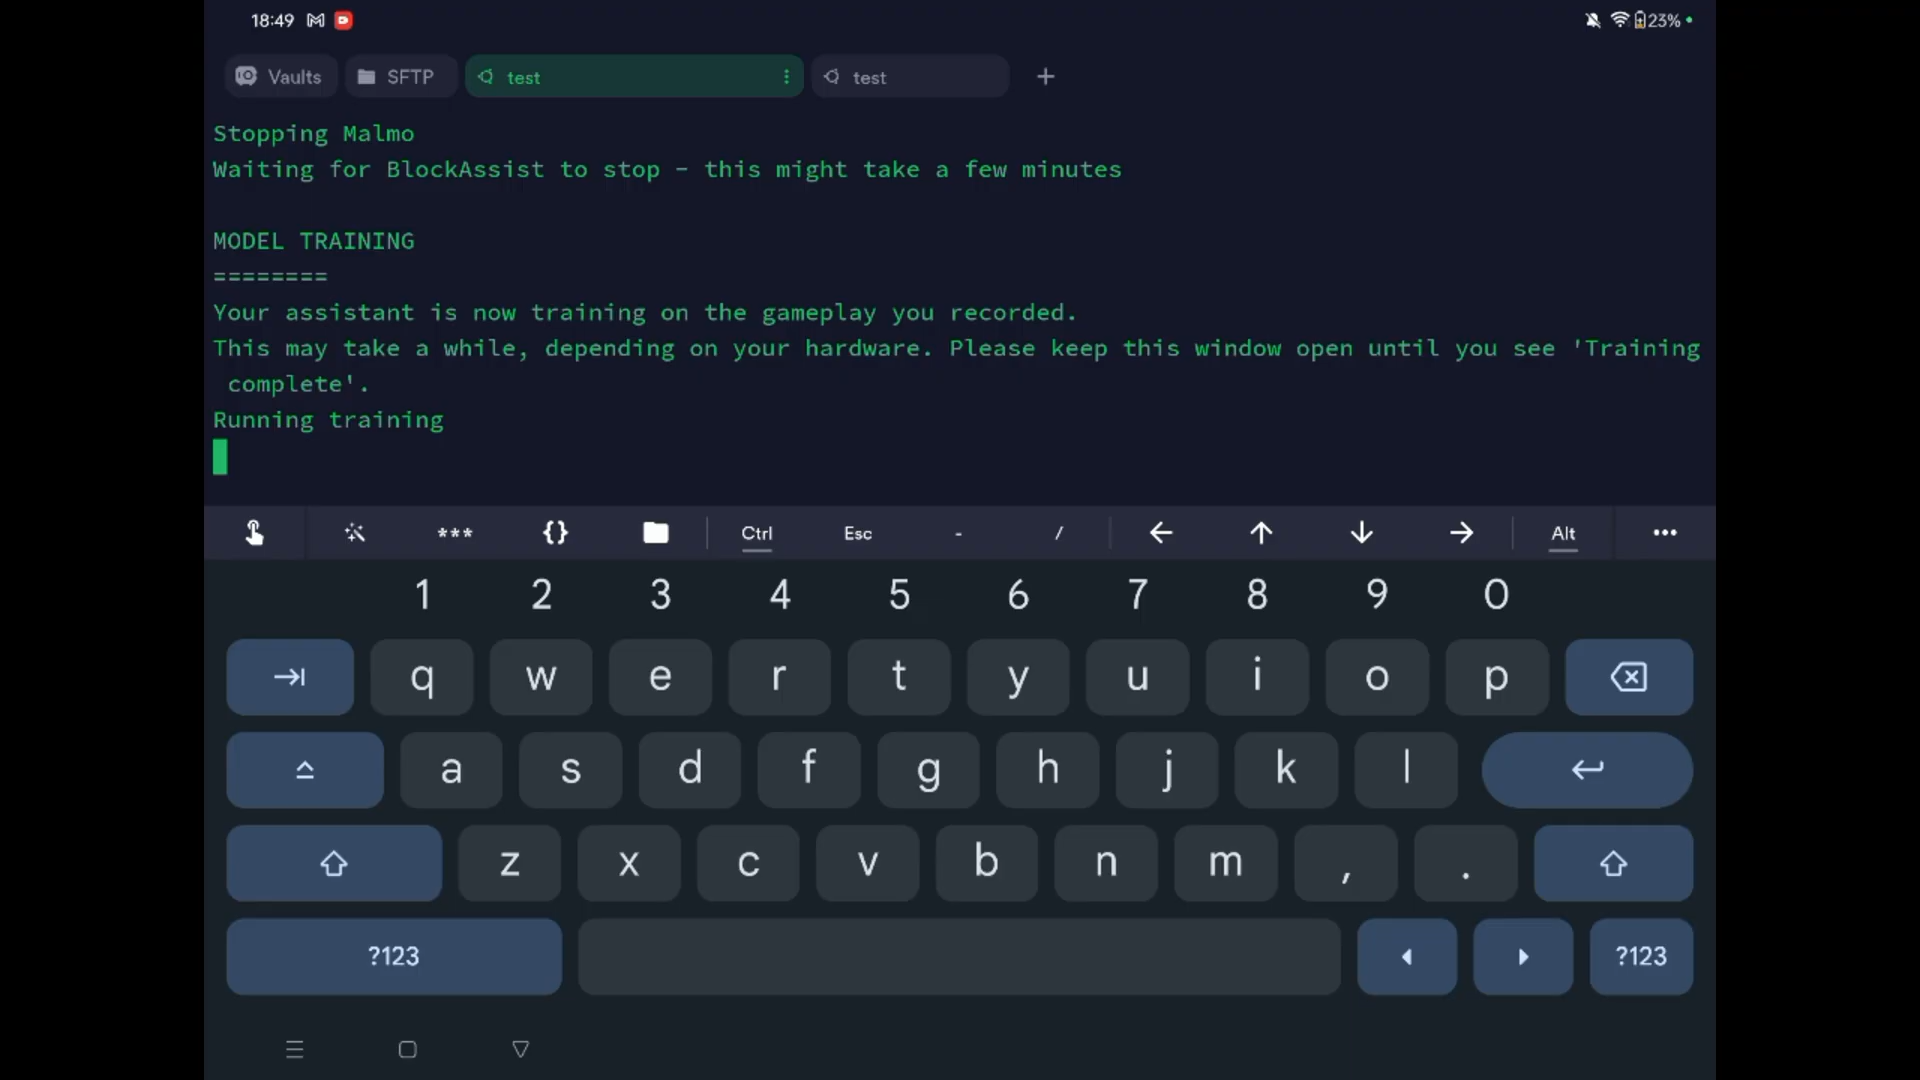 18:49
23%
Vaults SFTP test test +
Stopping Malmo
Waiting for BlockAssist to stop - this might take a few minutes
MODEL TRAINING
========
Your assistant is now training on the gameplay you recorded.
This may take a while, depending on your hardware. Please keep this window open until you see 'Training
complete'.
Running training
*** {} Ctrl Esc - / ← ↑ ↓ → Alt •••
1 2 3 4 5 6 7 8 9 0
q w e r t y u i o p
a s d f g h j k l
z x c v b n m , .
?123 ?123